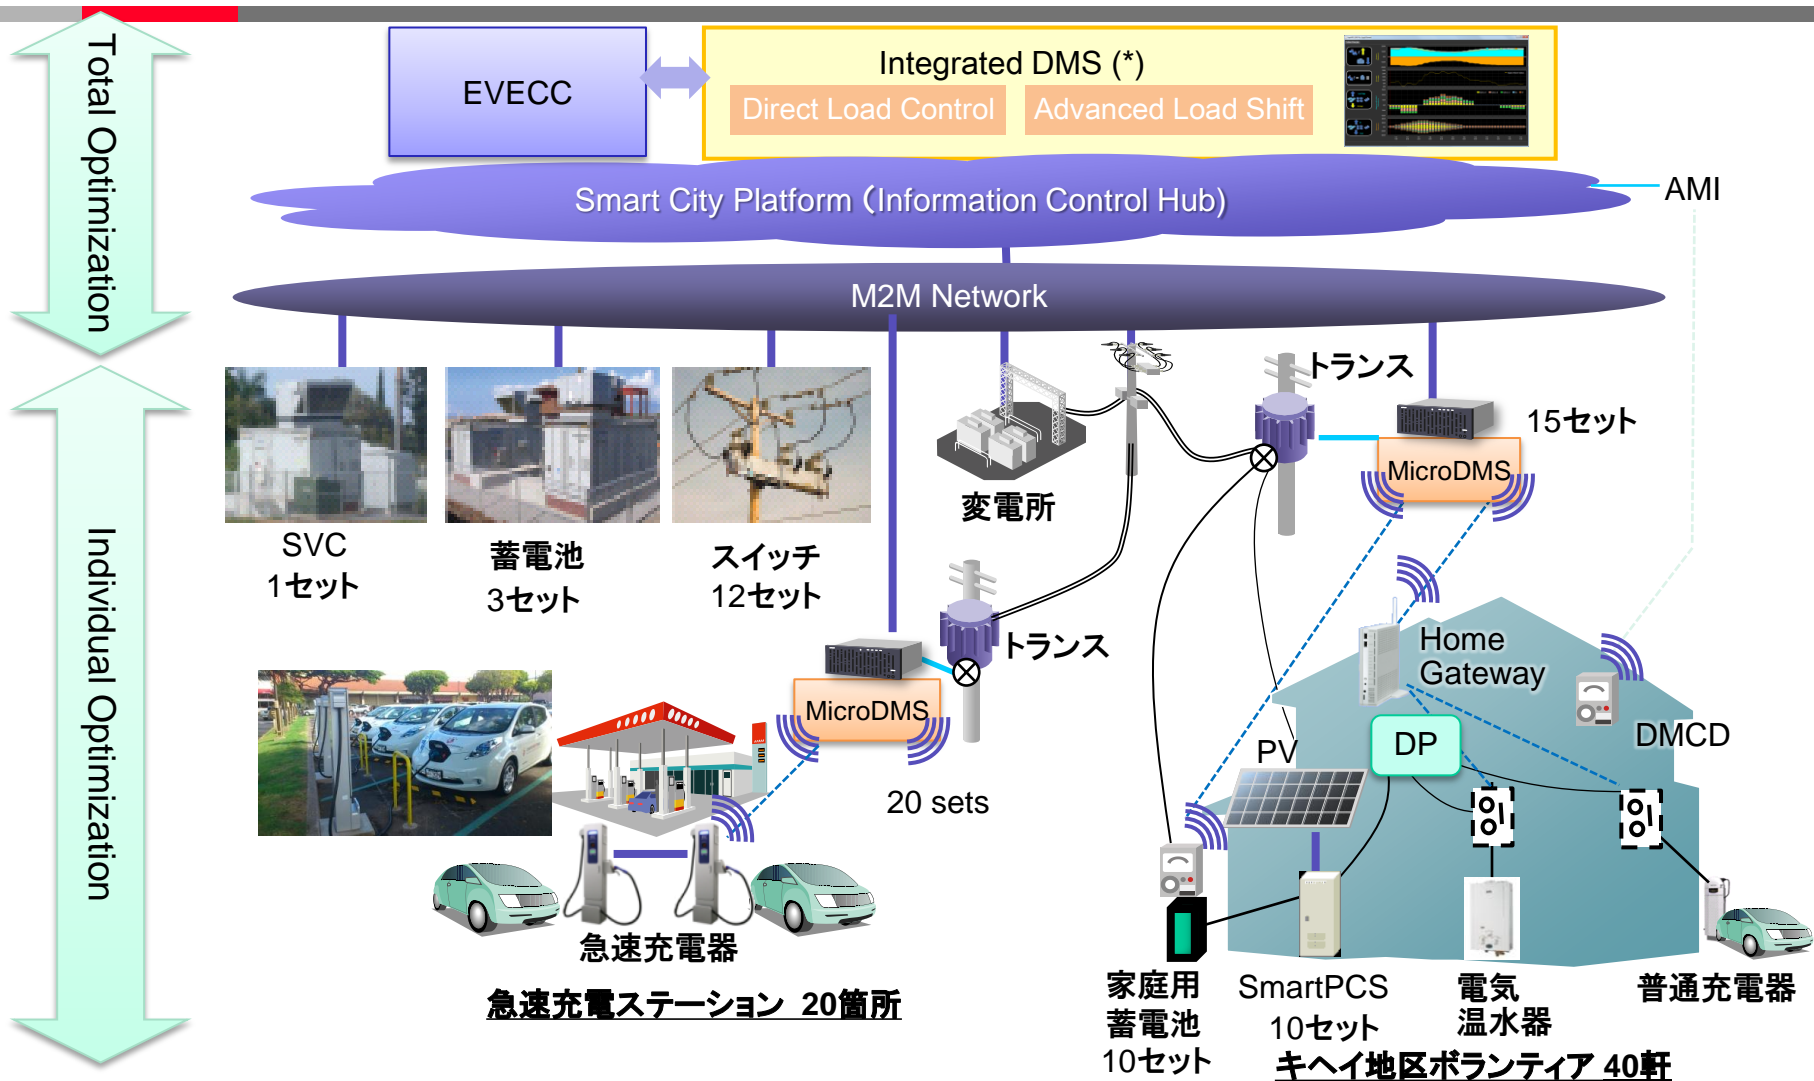 Total Optimization
EVECC
Integrated DMS (*)
Direct Load Control
Advanced Load Shift
Smart City Platform (Information Control Hub)
AMI
M2M Network
Individual Optimization
SVC
1セット
蓄電池
3セット
スイッチ
12セット
変電所
トランス
15セット
MicroDMS
トランス
MicroDMS
20 sets
Home
Gateway
DMCD
PV
DP
急速充電器
急速充電ステーション 20箇所
家庭用
蓄電池
10セット
SmartPCS
10セット
電気
温水器
普通充電器
キヘイ地区ボランティア 40軒